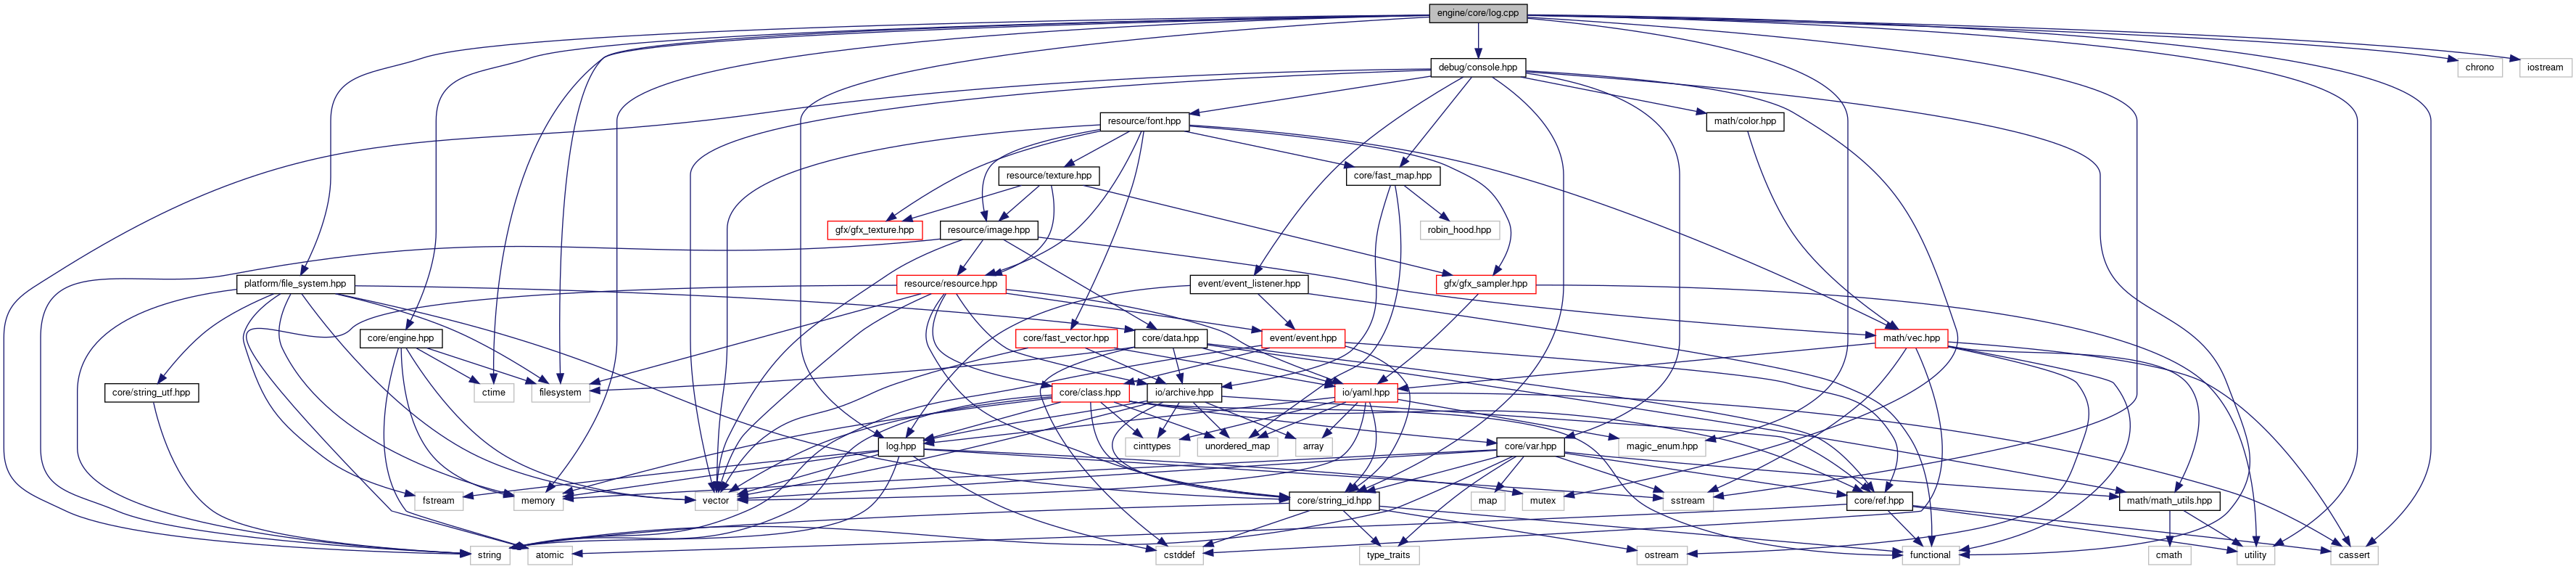 engine/core/log.cpp
debug/console.hpp
chrono
iostream
resource/font.hpp
math/color.hpp
resource/texture.hpp
core/fast_map.hpp
gfx/gfx_texture.hpp
resource/image.hpp
robin_hood.hpp
platform/file_system.hpp
resource/resource.hpp
event/event_listener.hpp
gfx/gfx_sampler.hpp
core/engine.hpp
core/fast_vector.hpp
core/data.hpp
event/event.hpp
math/vec.hpp
core/string_utf.hpp
ctime
filesystem
core/class.hpp
io/archive.hpp
io/yaml.hpp
log.hpp
cinttypes
unordered_map
array
core/var.hpp
magic_enum.hpp
fstream
memory
vector
core/string_id.hpp
map
mutex
sstream
core/ref.hpp
math/math_utils.hpp
string
atomic
cstddef
type_traits
ostream
functional
cmath
utility
cassert